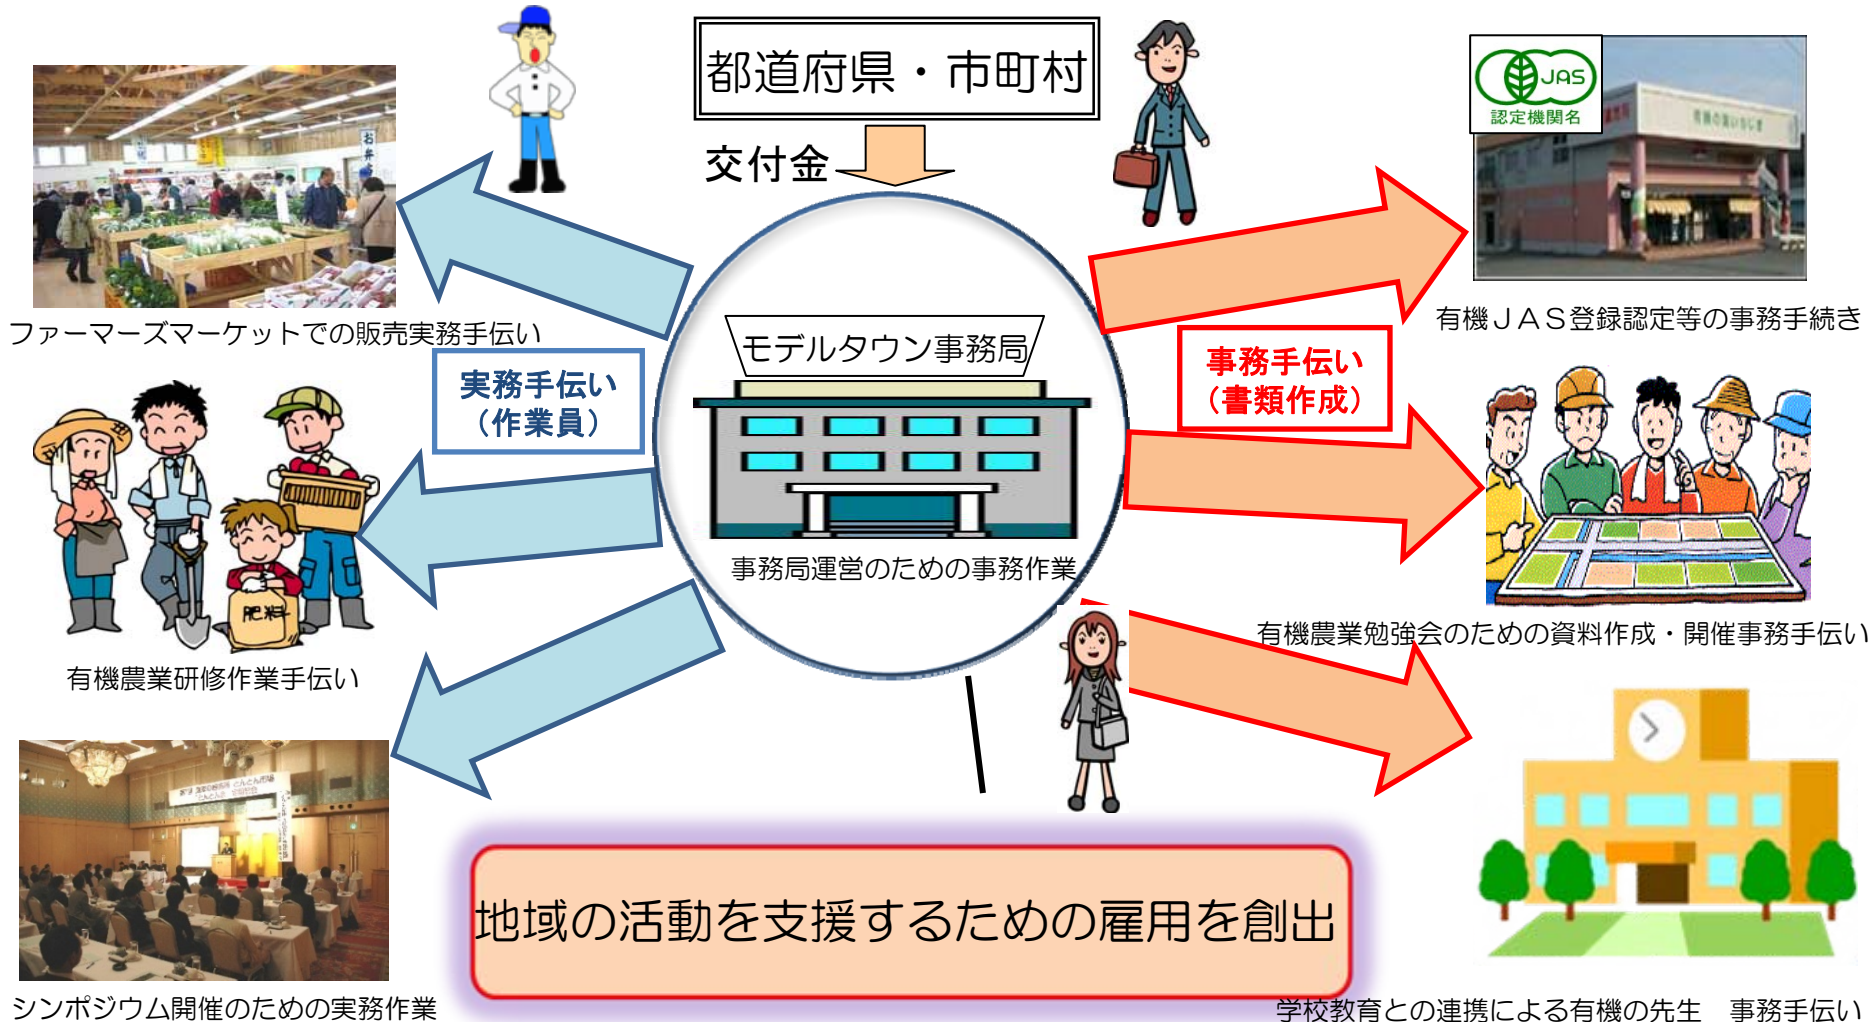 都道府県・市町村
交付金
お弁当
JAS
認定機関名
ファーマーズマーケットでの販売実務手伝い
有機ＪＡＳ登録認定等の事務手続き
モデルタウン事務局
実務手伝い
（作業員）
事務手伝い
（書類作成）
事務局運営のための事務作業
肥料
有機農業研修作業手伝い
有機農業勉強会のための資料作成・開催事務手伝い
地域の活動を支援するための雇用を創出
シンポジウム開催のための実務作業
学校教育との連携による有機の先生　事務手伝い